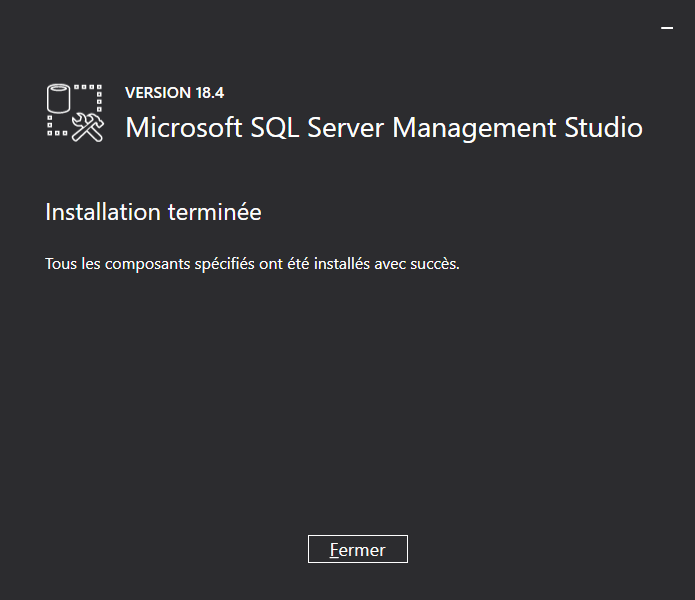 VERSION 18.4
Microsoft SQL Server Management Studio
Installation terminée
Tous les composants spécifiés ont été installés avec succès.
Fermer